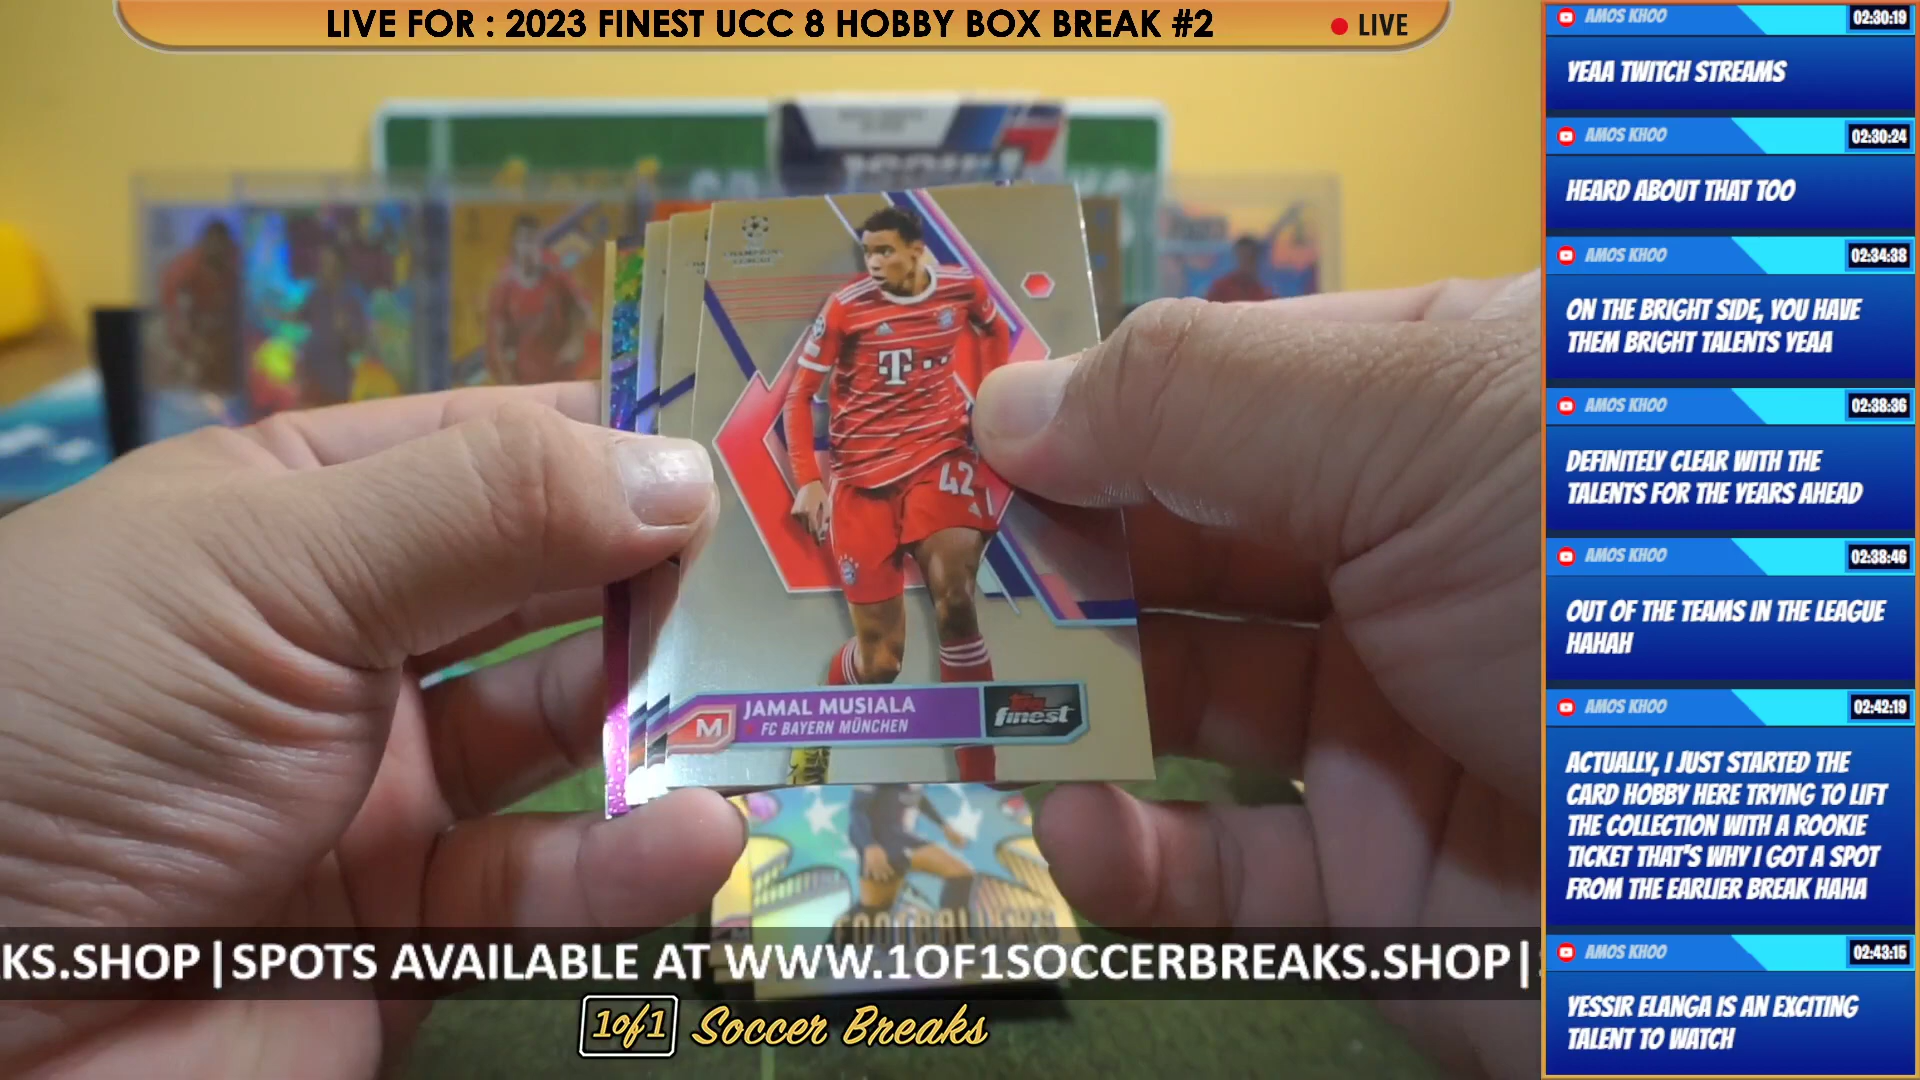 LIVE FOR : 2023 FINEST UCC 8 HOBBY BOX BREAK #2
LIVE
CHAMPIONS
LEAGUE
T
42
M
JAMAL MUSIALA
FC BAYERN MÜNCHEN
Topps
finest
KS.SHOP|SPOTS AVAILABLE AT WWW.1OF1SOCCERBREAKS.SHOP|
1of1 Soccer Breaks
AMOS KHOO 02:30:19
YEAA TWITCH STREAMS
AMOS KHOO 02:30:24
HEARD ABOUT THAT TOO
AMOS KHOO 02:34:38
ON THE BRIGHT SIDE, YOU HAVE
THEM BRIGHT TALENTS YEAA
AMOS KHOO 02:38:36
DEFINITELY CLEAR WITH THE
TALENTS FOR THE YEARS AHEAD
AMOS KHOO 02:38:46
OUT OF THE TEAMS IN THE LEAGUE
HAHAH
AMOS KHOO 02:42:19
ACTUALLY, I JUST STARTED THE
CARD HOBBY HERE TRYING TO LIFT
THE COLLECTION WITH A ROOKIE
TICKET THAT'S WHY I GOT A SPOT
FROM THE EARLIER BREAK HAHA
AMOS KHOO 02:43:15
YESSIR ELANGA IS AN EXCITING
TALENT TO WATCH